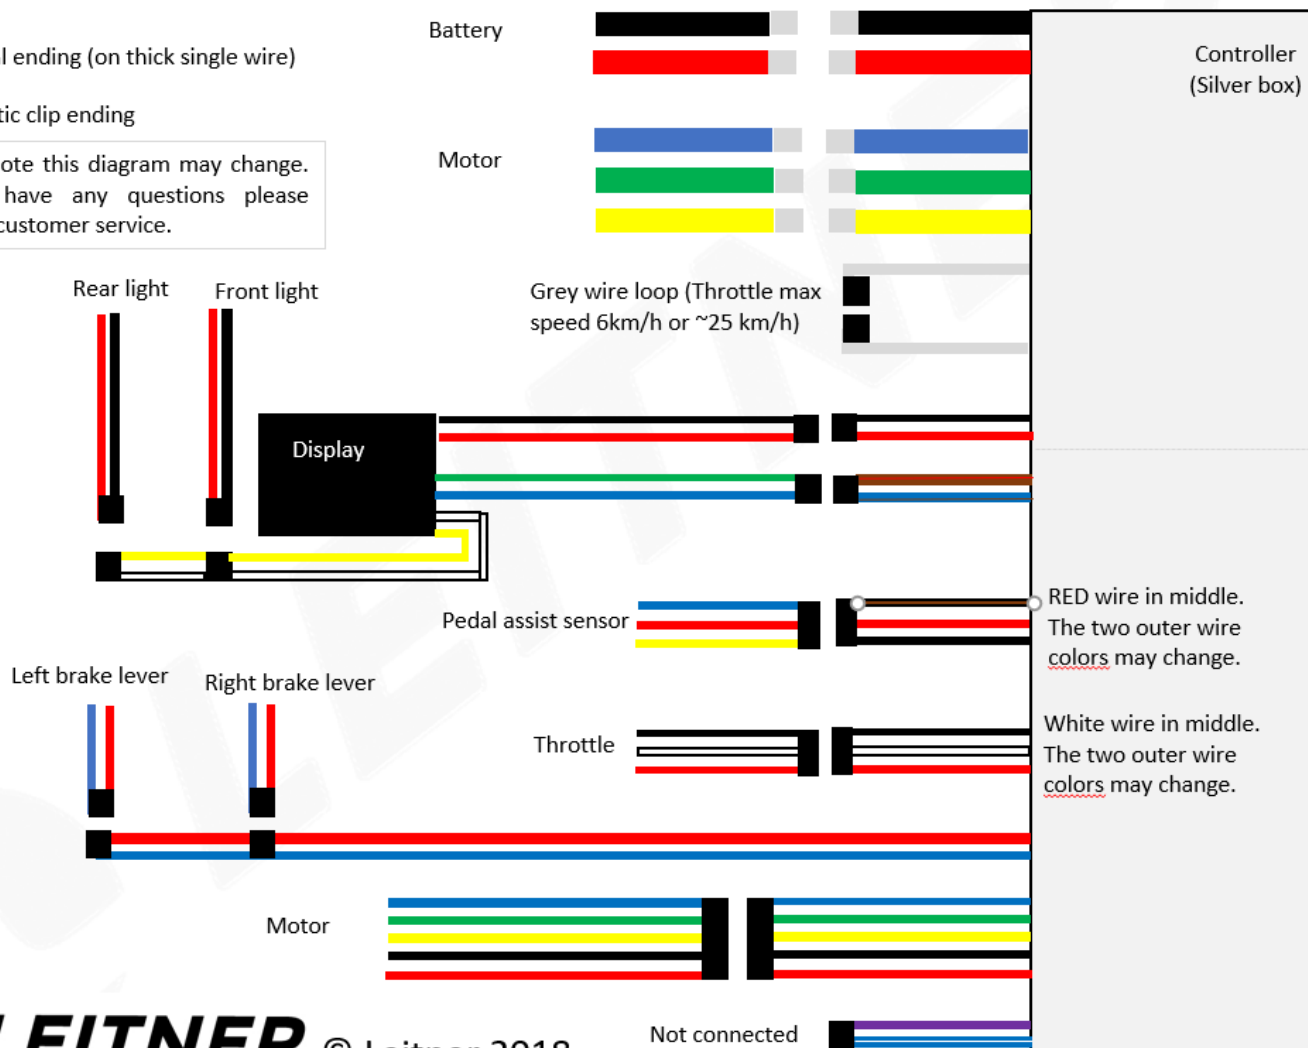 Battery
l ending (on thick single wire)
Controller
(Silver box)
tic clip ending
Motor
ote this diagram may change.
have any questions please
customer service.
Rear light
Front light
Grey wire loop (Throttle max
speed 6km/h or ~25 km/h)
Display
Pedal assist sensor
RED wire in middle.
The two outer wire
colors may change.
Left brake lever
Right brake lever
Throttle
White wire in middle.
The two outer wire
colors may change.
Motor
LEITNER © Leitner 2018
Not connected